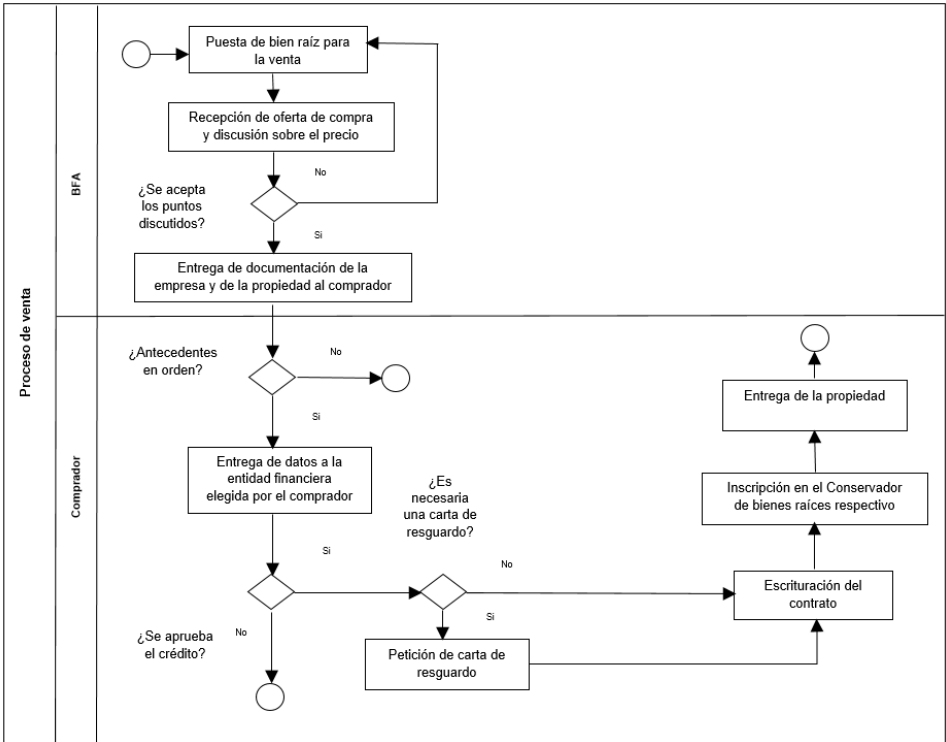 Proceso de venta
BFA
Puesta de bien raíz para
la venta
Recepción de oferta de compra
y discusión sobre el precio
No
¿Se acepta
los puntos
discutidos?
Si
Entrega de documentación de la
empresa y de la propiedad al comprador
Comprador
¿Antecedentes
en orden?
No
Si
Entrega de datos a la
entidad financiera
elegida por el comprador
Si
¿Se aprueba
el crédito?
No
¿Es
necesaria
una carta de
resguardo?
No
Si
Petición de carta de
resguardo
Escrituración del
contrato
Inscripción en el Conservador
de bienes raíces respectivo
Entrega de la propiedad